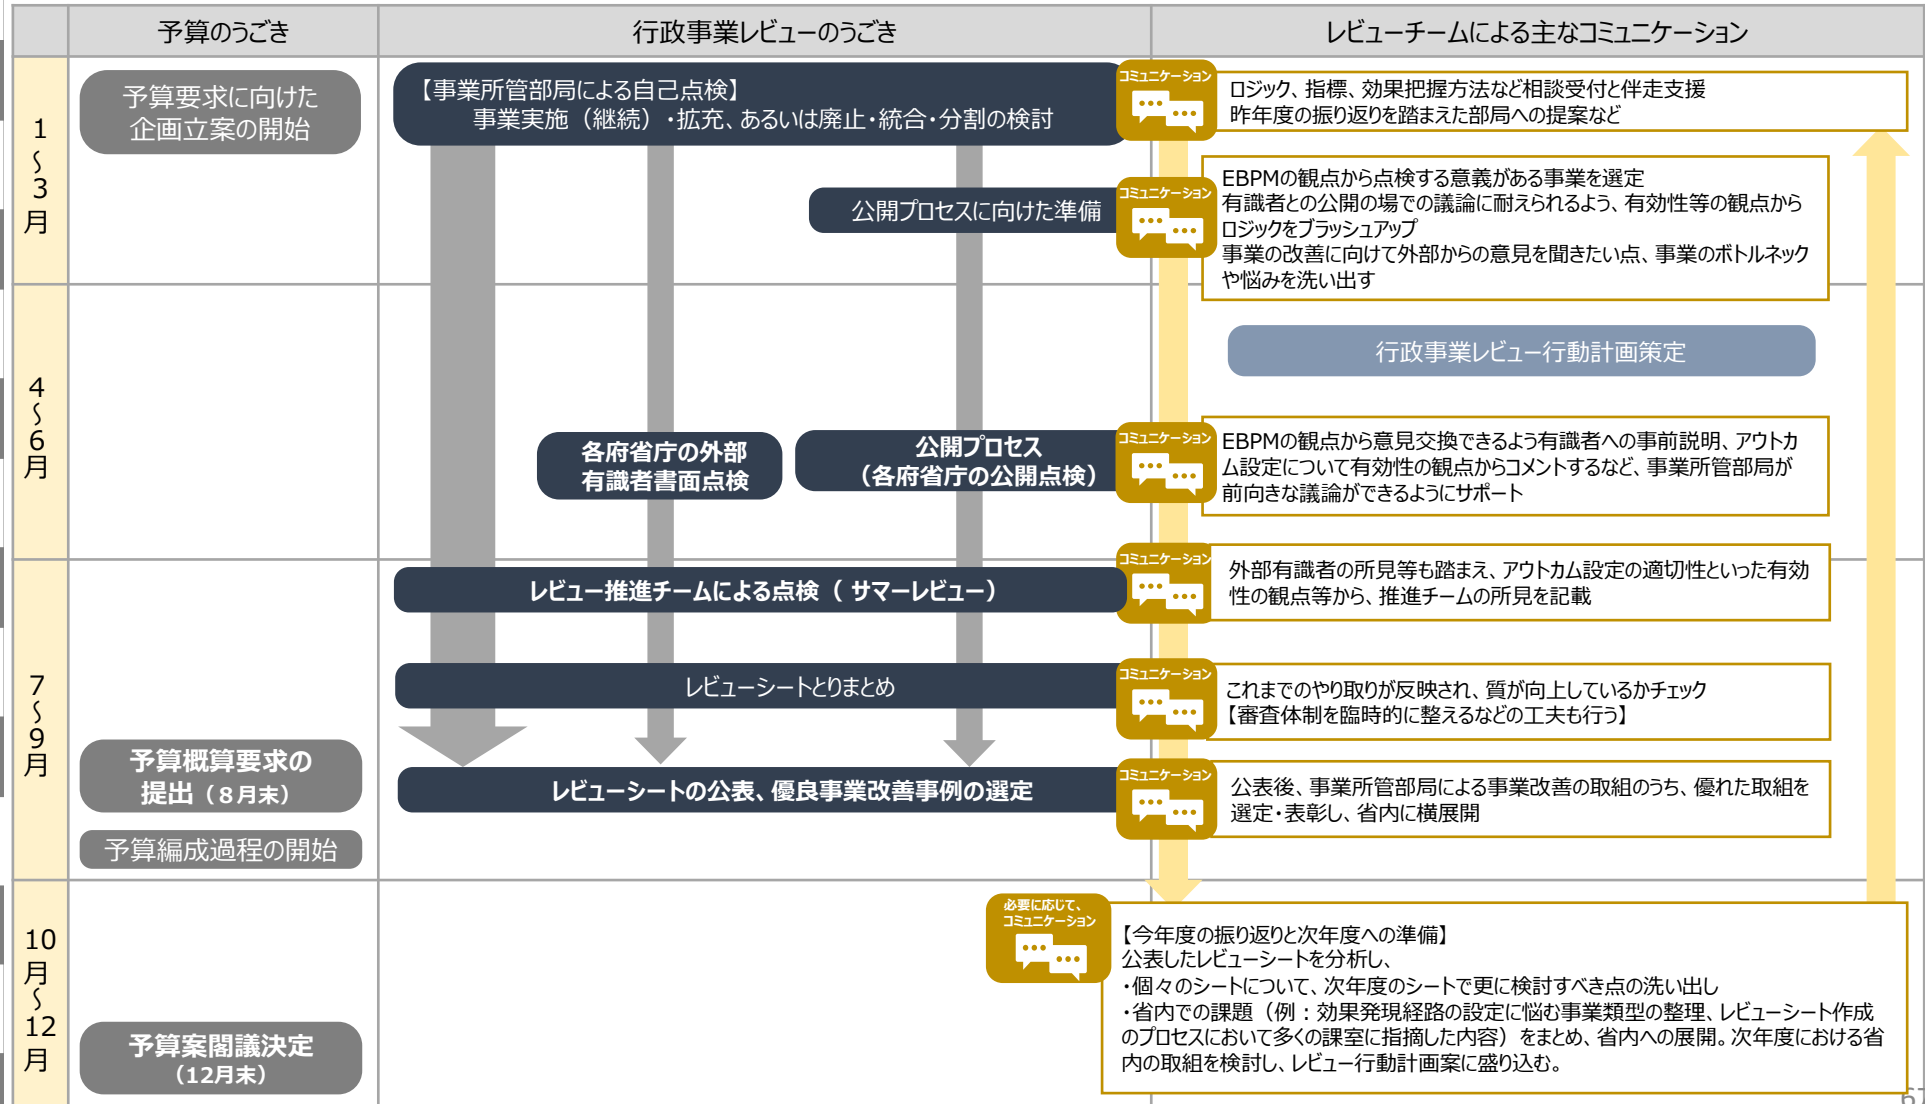 予算のうごき
行政事業レビューのうごき
レビューチームによる主なコミュニケーション
1～3月
予算要求に向けた
企画立案の開始
【事業所管部局による自己点検】
事業実施（継続）・拡充、あるいは廃止・統合・分割の検討
コミュニケーション
ロジック、指標、効果把握方法など相談受付と伴走支援
昨年度の振り返りを踏まえた部局への提案など
公開プロセスに向けた準備
コミュニケーション
EBPMの観点から点検する意義がある事業を選定
有識者との公開の場での議論に耐えられるよう、有効性等の観点から
ロジックをブラッシュアップ
事業の改善に向けて外部からの意見を聞きたい点、事業のボトルネック
や悩みを洗い出す
4～6月
行政事業レビュー行動計画策定
各府省庁の外部
有識者書面点検
公開プロセス
（各府省庁の公開点検）
コミュニケーション
EBPMの観点から意見交換できるよう有識者への事前説明、アウトカ
ム設定について有効性の観点からコメントするなど、事業所管部局が
前向きな議論ができるようにサポート
7～9月
レビュー推進チームによる点検（ サマーレビュー）
コミュニケーション
外部有識者の所見等も踏まえ、アウトカム設定の適切性といった有効
性の観点等から、推進チームの所見を記載
レビューシートとりまとめ
コミュニケーション
これまでのやり取りが反映され、質が向上しているかチェック
【審査体制を臨時的に整えるなどの工夫も行う】
予算概算要求の
提出（８月末）
レビューシートの公表、優良事業改善事例の選定
コミュニケーション
公表後、事業所管部局による事業改善の取組のうち、優れた取組を
選定・表彰し、省内に横展開
予算編成過程の開始
10月～12月
予算案閣議決定
（12月末）
必要に応じて、
コミュニケーション
【今年度の振り返りと次年度への準備】
公表したレビューシートを分析し、
・個々のシートについて、次年度のシートで更に検討すべき点の洗い出し
・省内での課題（例：効果発現経路の設定に悩む事業類型の整理、レビューシート作成
のプロセスにおいて多くの課室に指摘した内容）をまとめ、省内への展開。次年度における省
内の取組を検討し、レビュー行動計画案に盛り込む。